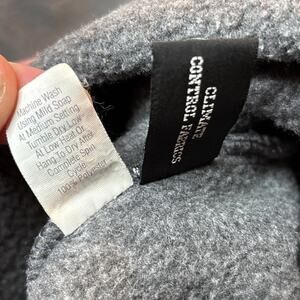 Machine Wash
Using Mild Soap
At Medium Setting
Tumble Dry Low
At Low Heat Or
Hang To Dry After
Complete Spin
Cycle
100% Polyester
CLIMATE
CONTROL FABRICS